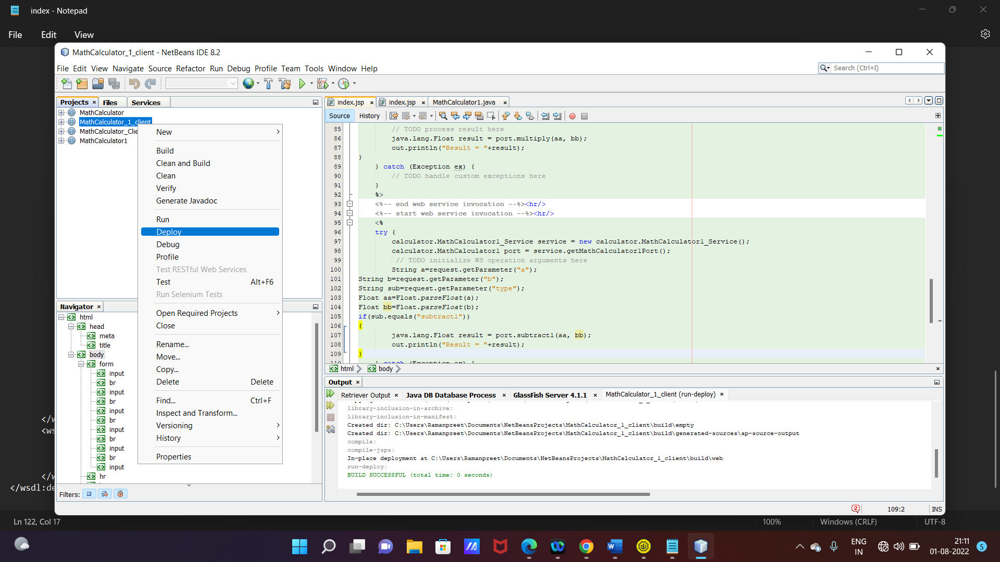 index - Notepad
File Edit View
MathCalculator_1_client - NetBeans IDE 8.2
File Edit View Navigate Source Refactor Run Debug Profile Team Tools Window Help
Search (Ctrl+I)
Projects Files Services
MathCalculator
MathCalculator_1_client
MathCalculator_Clie
MathCalculator1
New
Build
Clean and Build
Clean
Verify
Generate Javadoc
Run
Deploy
Debug
Profile
Test RESTful Web Services
Test Alt+F6
Run Selenium Tests
Open Required Projects
Close
Rename...
Move...
Copy...
Delete Delete
Find... Ctrl+F
Inspect and Transform...
Versioning
History
Properties
Navigator
html
head
meta
title
body
form
input
br
input
br
input
br
input
br
input
br
input
hr
Filters:
index.jsp index.jsp MathCalculator1.java
Source History
85 // TODO process result here
86 java.lang.Float result = port.multiply(aa, bb);
87 out.println("Result = "+result);
88 }
89 } catch (Exception ex) {
90 // TODO handle custom exceptions here
91 }
92 %>
93 <%-- end web service invocation --%><hr/>
94 <%-- start web service invocation --%><hr/>
95 <%
96 try {
97 calculator.MathCalculator1_Service service = new calculator.MathCalculator1_Service();
98 calculator.MathCalculator1 port = service.getMathCalculator1Port();
99 // TODO initialize WS operation arguments here
100 String a=request.getParameter("a");
101 String b=request.getParameter("b");
102 String sub=request.getParameter("type");
103 Float aa=Float.parseFloat(a);
104 Float bb=Float.parseFloat(b);
105 if(sub.equals("subtract1"))
106 {
107 java.lang.Float result = port.subtract1(aa, bb);
108 out.println("Result = "+result);
109 }
110 } catch (Exception ex) {
html body
Output
Retriever Output Java DB Database Process GlassFish Server 4.1.1 MathCalculator_1_client (run-deploy)
library-inclusion-in-archive:
library-inclusion-in-manifest:
Created dir: C:\Users\Ramanpreet\Documents\NetBeansProjects\MathCalculator_1_client\build\empty
Created dir: C:\Users\Ramanpreet\Documents\NetBeansProjects\MathCalculator_1_client\build\generated-sources\ap-source-output
compile:
compile-jsps:
In-place deployment at C:\Users\Ramanpreet\Documents\NetBeansProjects\MathCalculator_1_client\build\web
run-deploy:
BUILD SUCCESSFUL (total time: 0 seconds)
2 109:2 INS
</w
<ws
</w
</wsdl:de
Ln 122, Col 17 100% Windows (CRLF) UTF-8
ENG
IN
21:11
01-08-2022
5